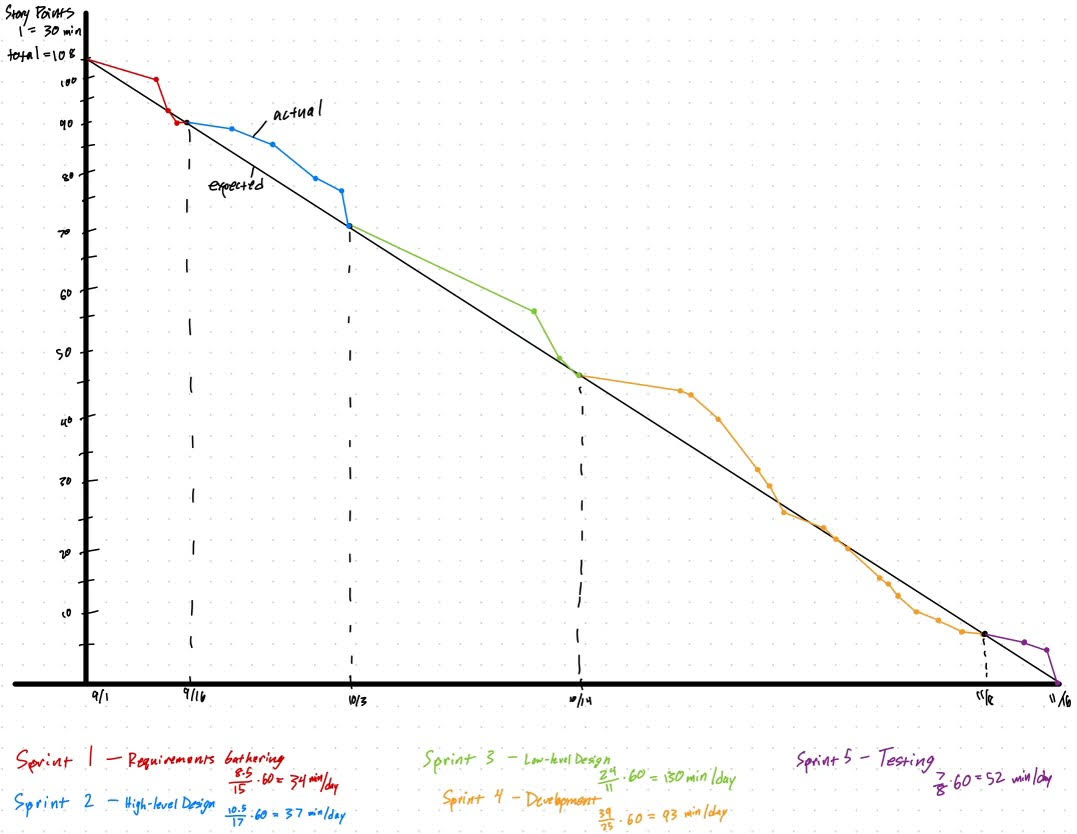 Story Points
1 = 30 min
total = 108
100
90
80
70
60
50
40
20
20
10
actual
expected
9/1
9/16
10/3
10/14
11/8
11/16
Sprint 1 — Requirements Gathering
8.5/15 · 60 = 34 min/day
Sprint 2 — High-level Design
10.5/17 · 60 = 37 min/day
Sprint 3 — Low-level Design
24/11 · 60 = 130 min/day
Sprint 4 — Development
39/25 · 60 = 93 min/day
Sprint 5 — Testing
7/8 · 60 = 52 min/day